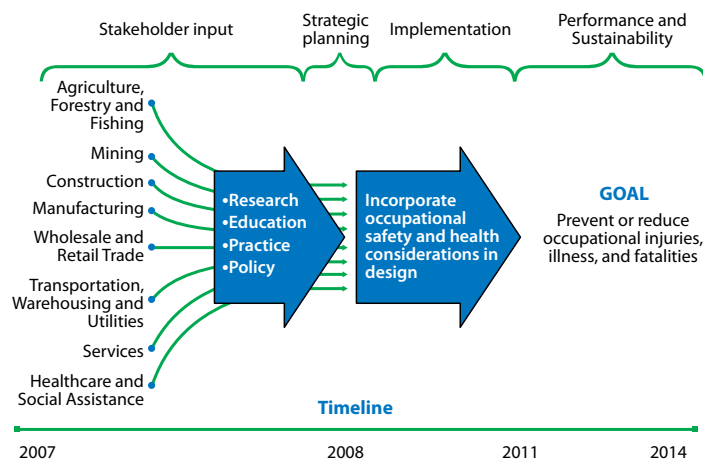 Stakeholder input
Strategic
planning
Implementation
Performance and
Sustainability
Agriculture,
Forestry and
Fishing
Mining
Construction
Manufacturing
Wholesale and
Retail Trade
Transportation,
Warehousing and
Utilities
Services
Healthcare and
Social Assistance
•Research
•Education
•Practice
•Policy
Incorporate
occupational
safety and health
considerations in
design
GOAL
Prevent or reduce
occupational injuries,
illness, and fatalities
Timeline
2007 2008 2011 2014